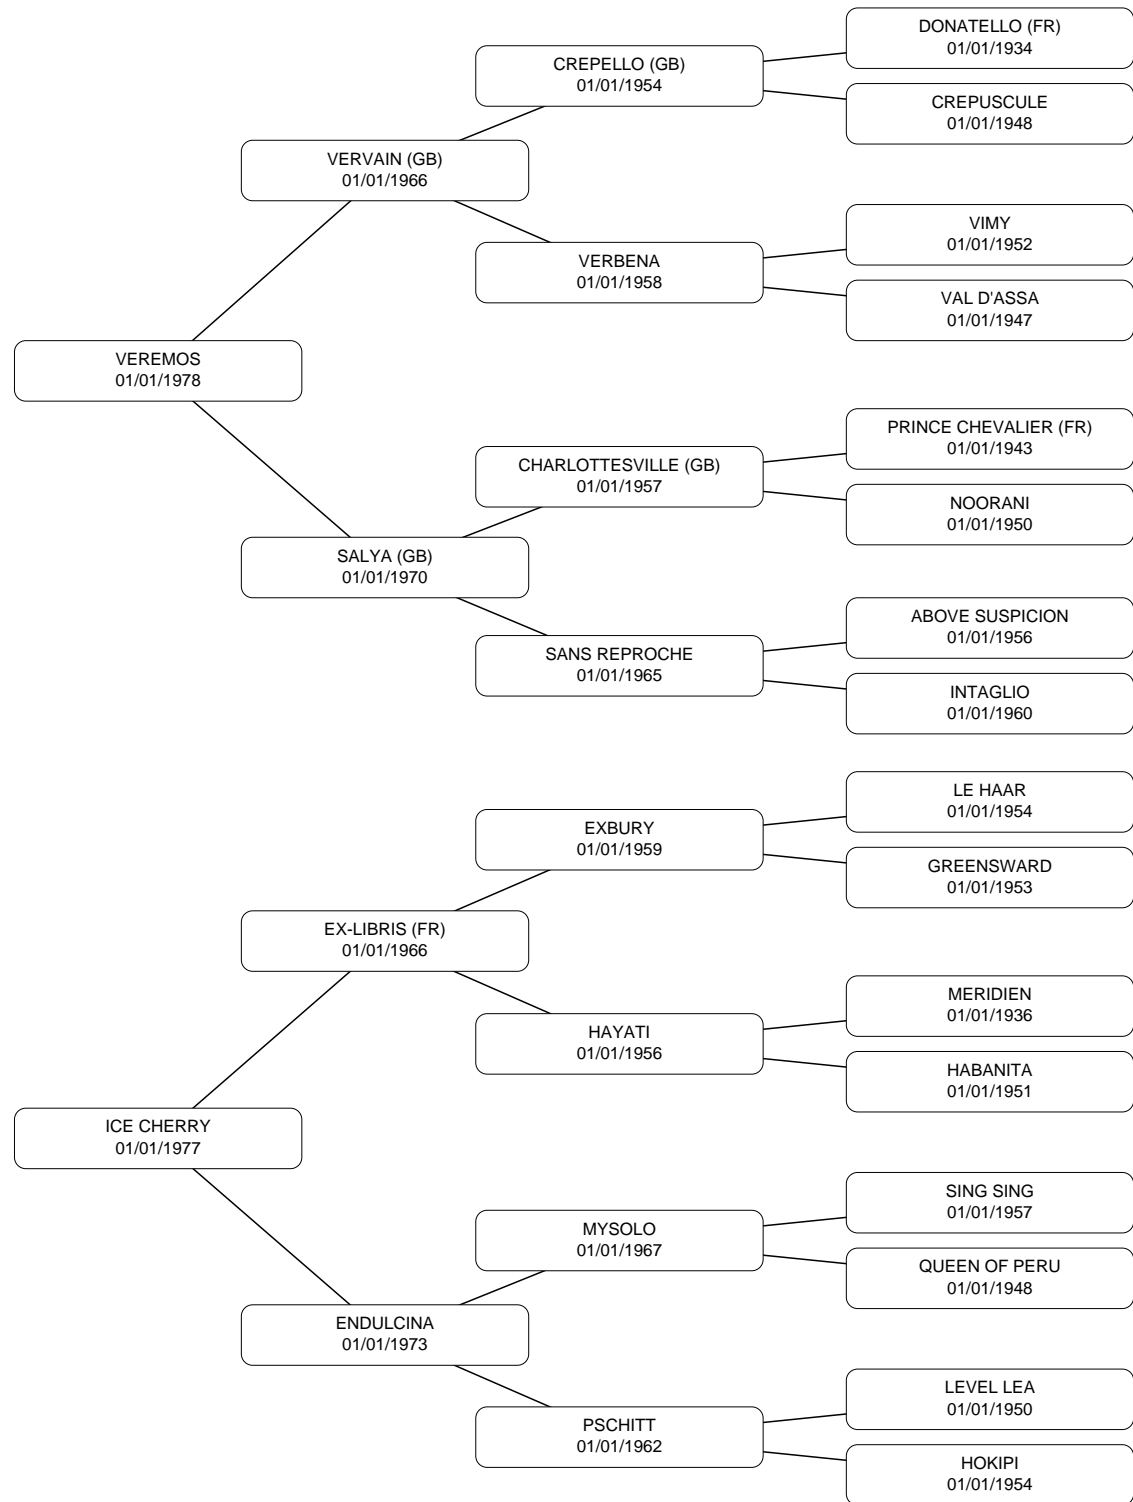 DONATELLO (FR)
01/01/1934
CREPELLO (GB)
01/01/1954
CREPUSCULE
01/01/1948
VERVAIN (GB)
01/01/1966
VIMY
01/01/1952
VERBENA
01/01/1958
VAL D'ASSA
01/01/1947
VEREMOS
01/01/1978
PRINCE CHEVALIER (FR)
01/01/1943
CHARLOTTESVILLE (GB)
01/01/1957
NOORANI
01/01/1950
SALYA (GB)
01/01/1970
ABOVE SUSPICION
01/01/1956
SANS REPROCHE
01/01/1965
INTAGLIO
01/01/1960
LE HAAR
01/01/1954
EXBURY
01/01/1959
GREENSWARD
01/01/1953
EX-LIBRIS (FR)
01/01/1966
MERIDIEN
01/01/1936
HAYATI
01/01/1956
HABANITA
01/01/1951
ICE CHERRY
01/01/1977
SING SING
01/01/1957
MYSOLO
01/01/1967
QUEEN OF PERU
01/01/1948
ENDULCINA
01/01/1973
LEVEL LEA
01/01/1950
PSCHITT
01/01/1962
HOKIPI
01/01/1954